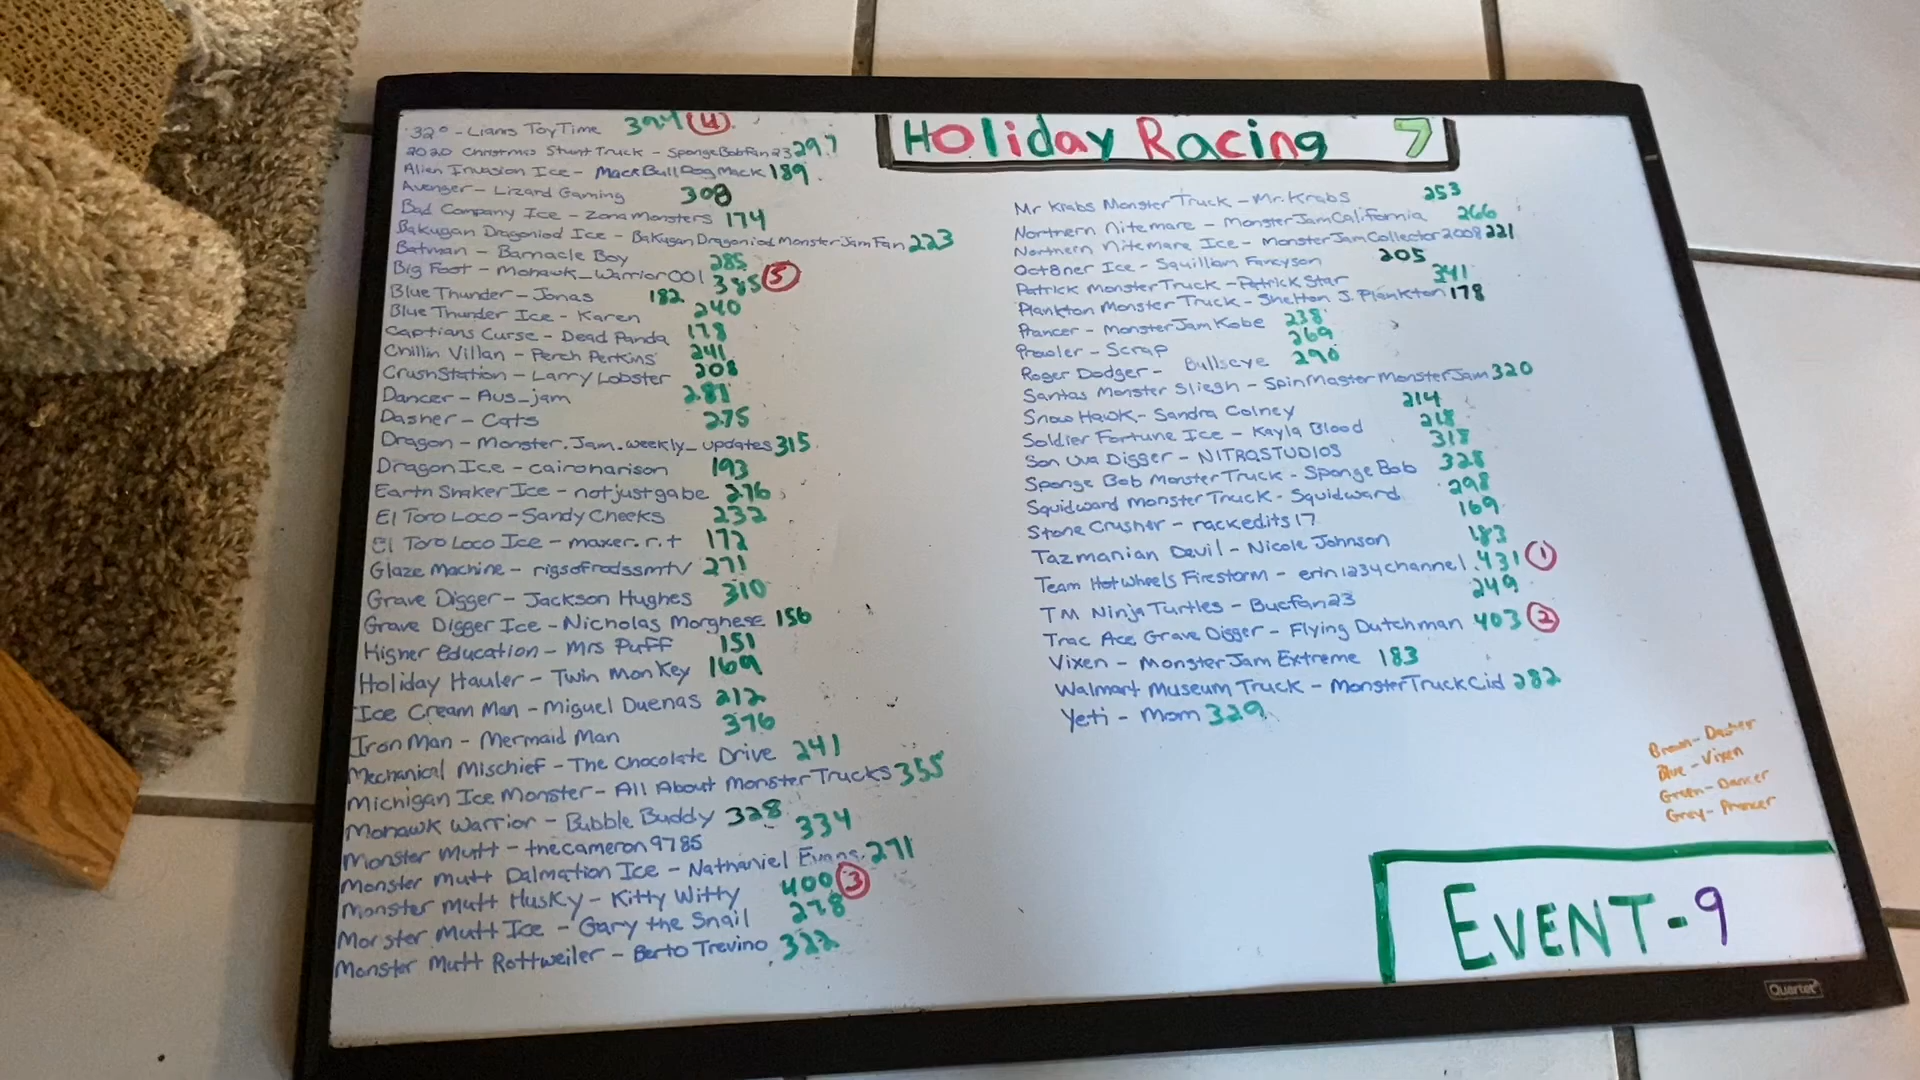 32° - Liams ToyTime 394 4
2020 Christmas Stunt Truck - SpongeBobfan23 297
Alien Invasion Ice - MackBullDogMack 189
Avenger - Lizard Gaming 308
Bad Company Ice - Zona monsters 174
Bakugan Dragoniod Ice - Bakugan Dragoniod MonsterJamFan 223
Batman - Barnacle Boy 285
Big Foot - Mohawk_Warrior001 385 5
Blue Thunder - Jonas 182
Blue Thunder Ice - Karen 240
Captians Curse - Dead Panda 178
Chillin Villan - Perch Perkins 241
CrushStation - Larry Lobster 208
Dancer - Aus_jam 281
Dasher - Cats 275
Dragon - monster.Jam.weekly_updates 315
Dragon Ice - caironarison 193
Earth Shaker Ice - notjustgabe 276
El Toro Loco - Sandy Cheeks 232
El Toro Loco Ice - maxer.r.t 172
Glaze Machine - rigsofrodssmtv 271
Grave Digger - Jackson Hughes 310
Grave Digger Ice - Nicholas Morghese 156
Higher Education - Mrs Puff 151
Holiday Hauler - Twin Monkey 169
Ice Cream Man - Miguel Duenas 212
Iron Man - Mermaid Man 376
Mechanical Mischief - The Chocolate Drive 241
Michigan Ice Monster - All About Monster Trucks 355
Mohawk Warrior - Bubble Buddy 328
Monster Mutt - thecameron9785 334
Monster Mutt Dalmation Ice - Nathaniel Evans 271
Monster Mutt Husky - Kitty Witty 400 3
Monster Mutt Ice - Gary the Snail 278
Monster Mutt Rottweiler - Berto Trevino 322
Holiday Racing 7
Mr Krabs Monster Truck - Mr. Krabs 253
Northern Nitemare - MonsterJamCalifornia 266
Northern Nitemare Ice - MonsterJamCollector2008 221
Oct8ner Ice - Squillian Fancyson 205
Patrick Monster Truck - Patrick Star 341
Plankton Monster Truck - Shelton J. Plankton 178
Prancer - MonsterJamKobe 238
Prowler - Scrap 269
Roger Dodger - Bullseye 290
Santas Monster Sliegh - SpinMaster MonsterJam 320
Snow Hawk - Sandra Colney 214
Soldier Fortune Ice - Kayla Blood 218
Son Uva Digger - NITROSTUDIOS 318
Sponge Bob Monster Truck - Sponge Bob 328
Squidward Monster Truck - Squidward 298
Stone Crusher - rackedits17 169
Tazmanian Devil - Nicole Johnson 183
Team HotWheels Firestorm - erin1234channel 431 1
TM Ninja Turtles - Bucfan23 249
Trac Ace Grave Digger - Flying Dutchman 403 2
Vixen - MonsterJam Extreme 183
Walmart Museum Truck - MonsterTruckCid 282
Yeti - Mom 329
Brown - Dasher
Blue - Vixen
Green - Dancer
Grey - Prancer
EVENT-9
Quartet